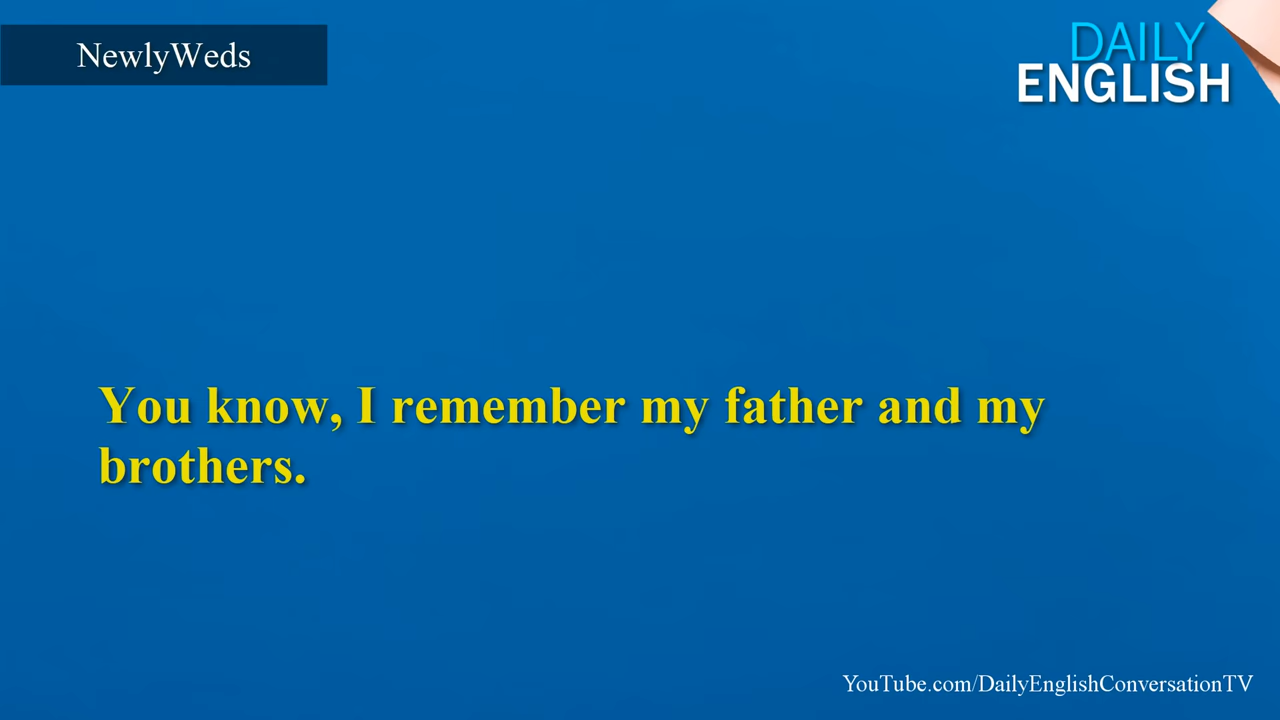 NewlyWeds
DAILY
ENGLISH
You know, I remember my father and my
brothers.
YouTube.com/DailyEnglishConversationTV